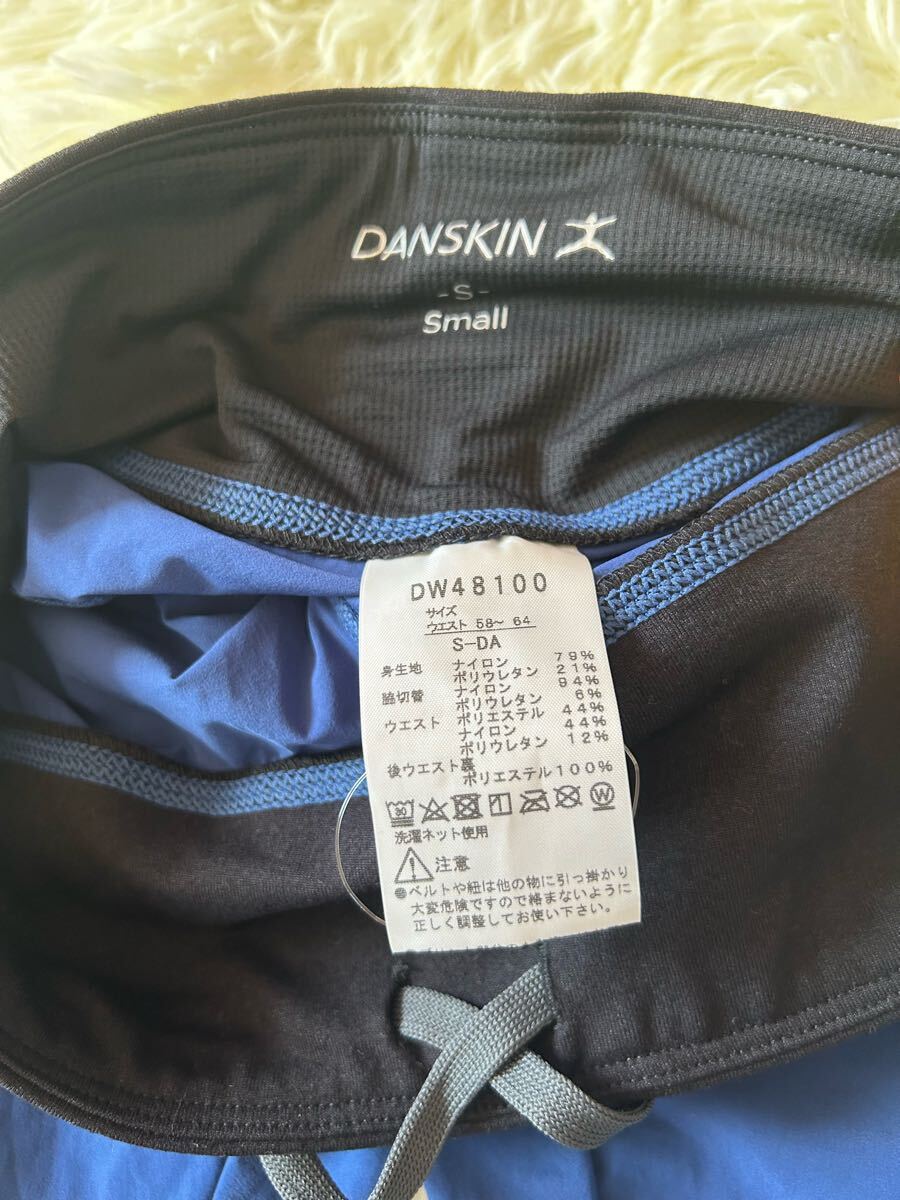 DANSKIN
-S-
Small
DW48100
サイズ
ウエスト 58～ 64
S-DA
身生地 ナイロン 79%
ポリウレタン 21%
脇切替 ナイロン 94%
ポリウレタン 6%
ウエスト ポリエステル 44%
ナイロン 44%
ポリウレタン 12%
後ウエスト裏
ポリエステル100%
30 W
洗濯ネット使用
注意
●ベルトや紐は他の物に引っ掛かり
大変危険ですので絡まないように
正しく調整してお使い下さい。